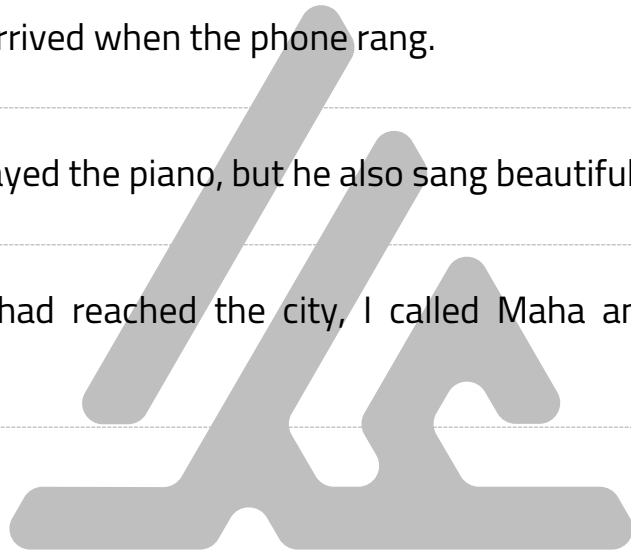 rrived when the phone rang.
ayed the piano, but he also sang beautiful
had reached the city, I called Maha an